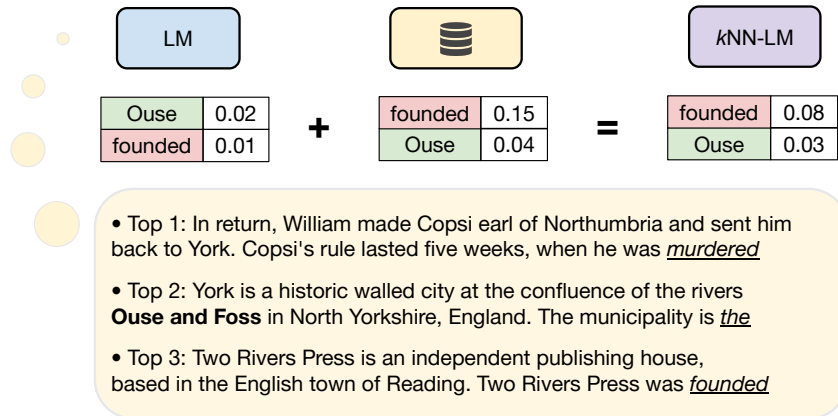 LM
kNN-LM
Ouse 0.02
founded 0.01
+
founded 0.15
Ouse 0.04
=
founded 0.08
Ouse 0.03
• Top 1: In return, William made Copsi earl of Northumbria and sent him
back to York. Copsi's rule lasted five weeks, when he was murdered
• Top 2: York is a historic walled city at the confluence of the rivers
Ouse and Foss in North Yorkshire, England. The municipality is the
• Top 3: Two Rivers Press is an independent publishing house,
based in the English town of Reading. Two Rivers Press was founded